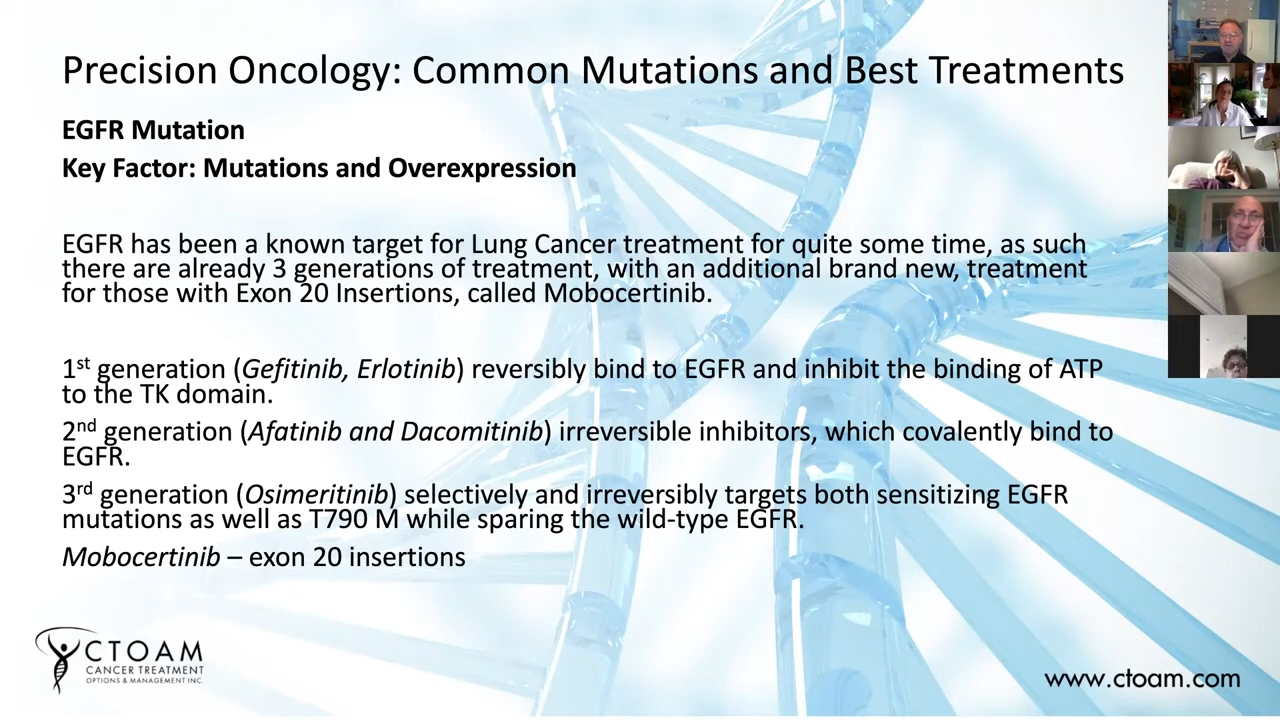 Precision Oncology: Common Mutations and Best Treatments
EGFR Mutation
Key Factor: Mutations and Overexpression
EGFR has been a known target for Lung Cancer treatment for quite some time, as such
there are already 3 generations of treatment, with an additional brand new, treatment
for those with Exon 20 Insertions, called Mobocertinib.
1st generation (Gefitinib, Erlotinib) reversibly bind to EGFR and inhibit the binding of ATP
to the TK domain.
2nd generation (Afatinib and Dacomitinib) irreversible inhibitors, which covalently bind to
EGFR.
3rd generation (Osimeritinib) selectively and irreversibly targets both sensitizing EGFR
mutations as well as T790 M while sparing the wild-type EGFR.
Mobocertinib – exon 20 insertions
CTOAM
CANCER TREATMENT
OPTIONS & MANAGEMENT INC.
www.ctoam.com